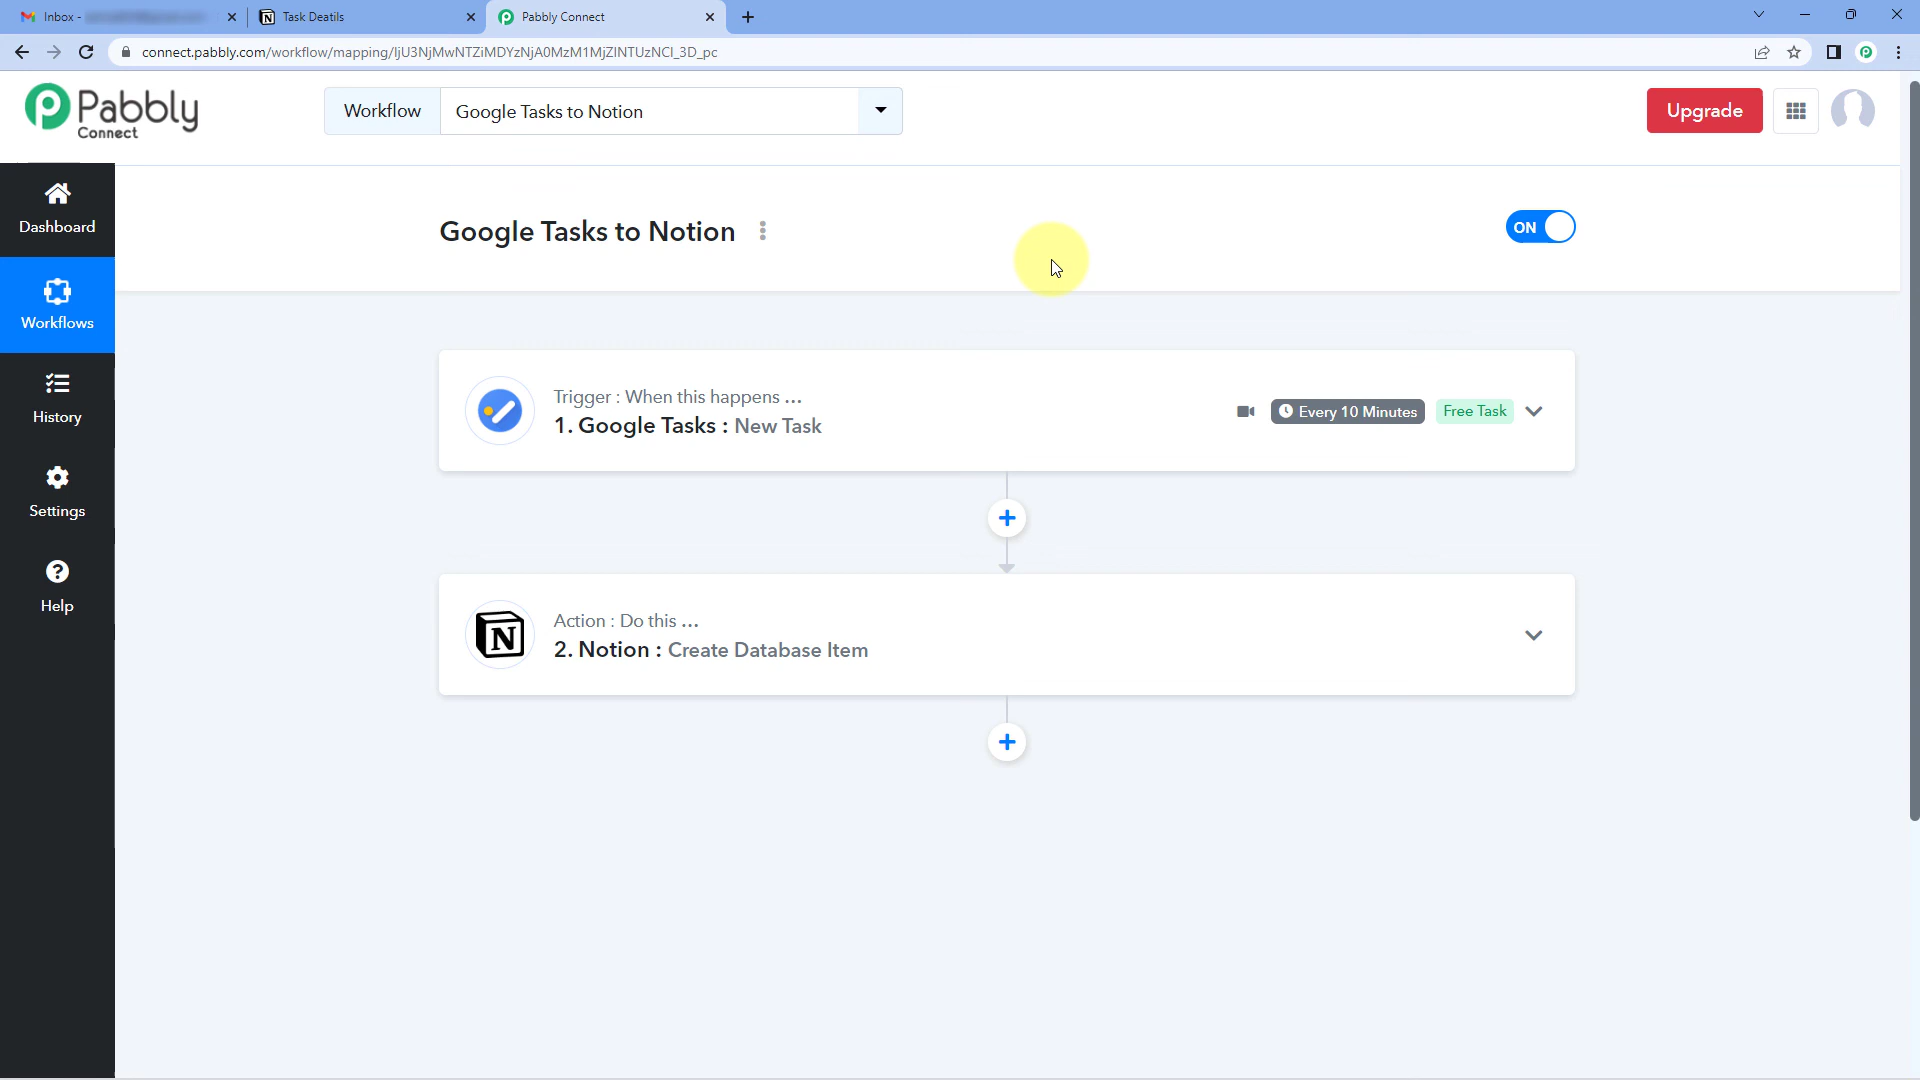 Inbox -
Task Deatils
Pabbly Connect
connect.pabbly.com/workflow/mapping/IjU3NjMwNTZiMDYzNjA0MzM1MjZlNTUzNCI_3D_pc
Pabbly
Connect
Workflow
Google Tasks to Notion
Upgrade
Dashboard
Workflows
History
Settings
Help
Google Tasks to Notion
ON
Trigger : When this happens ...
1. Google Tasks : New Task
Every 10 Minutes
Free Task
Action : Do this ...
2. Notion : Create Database Item